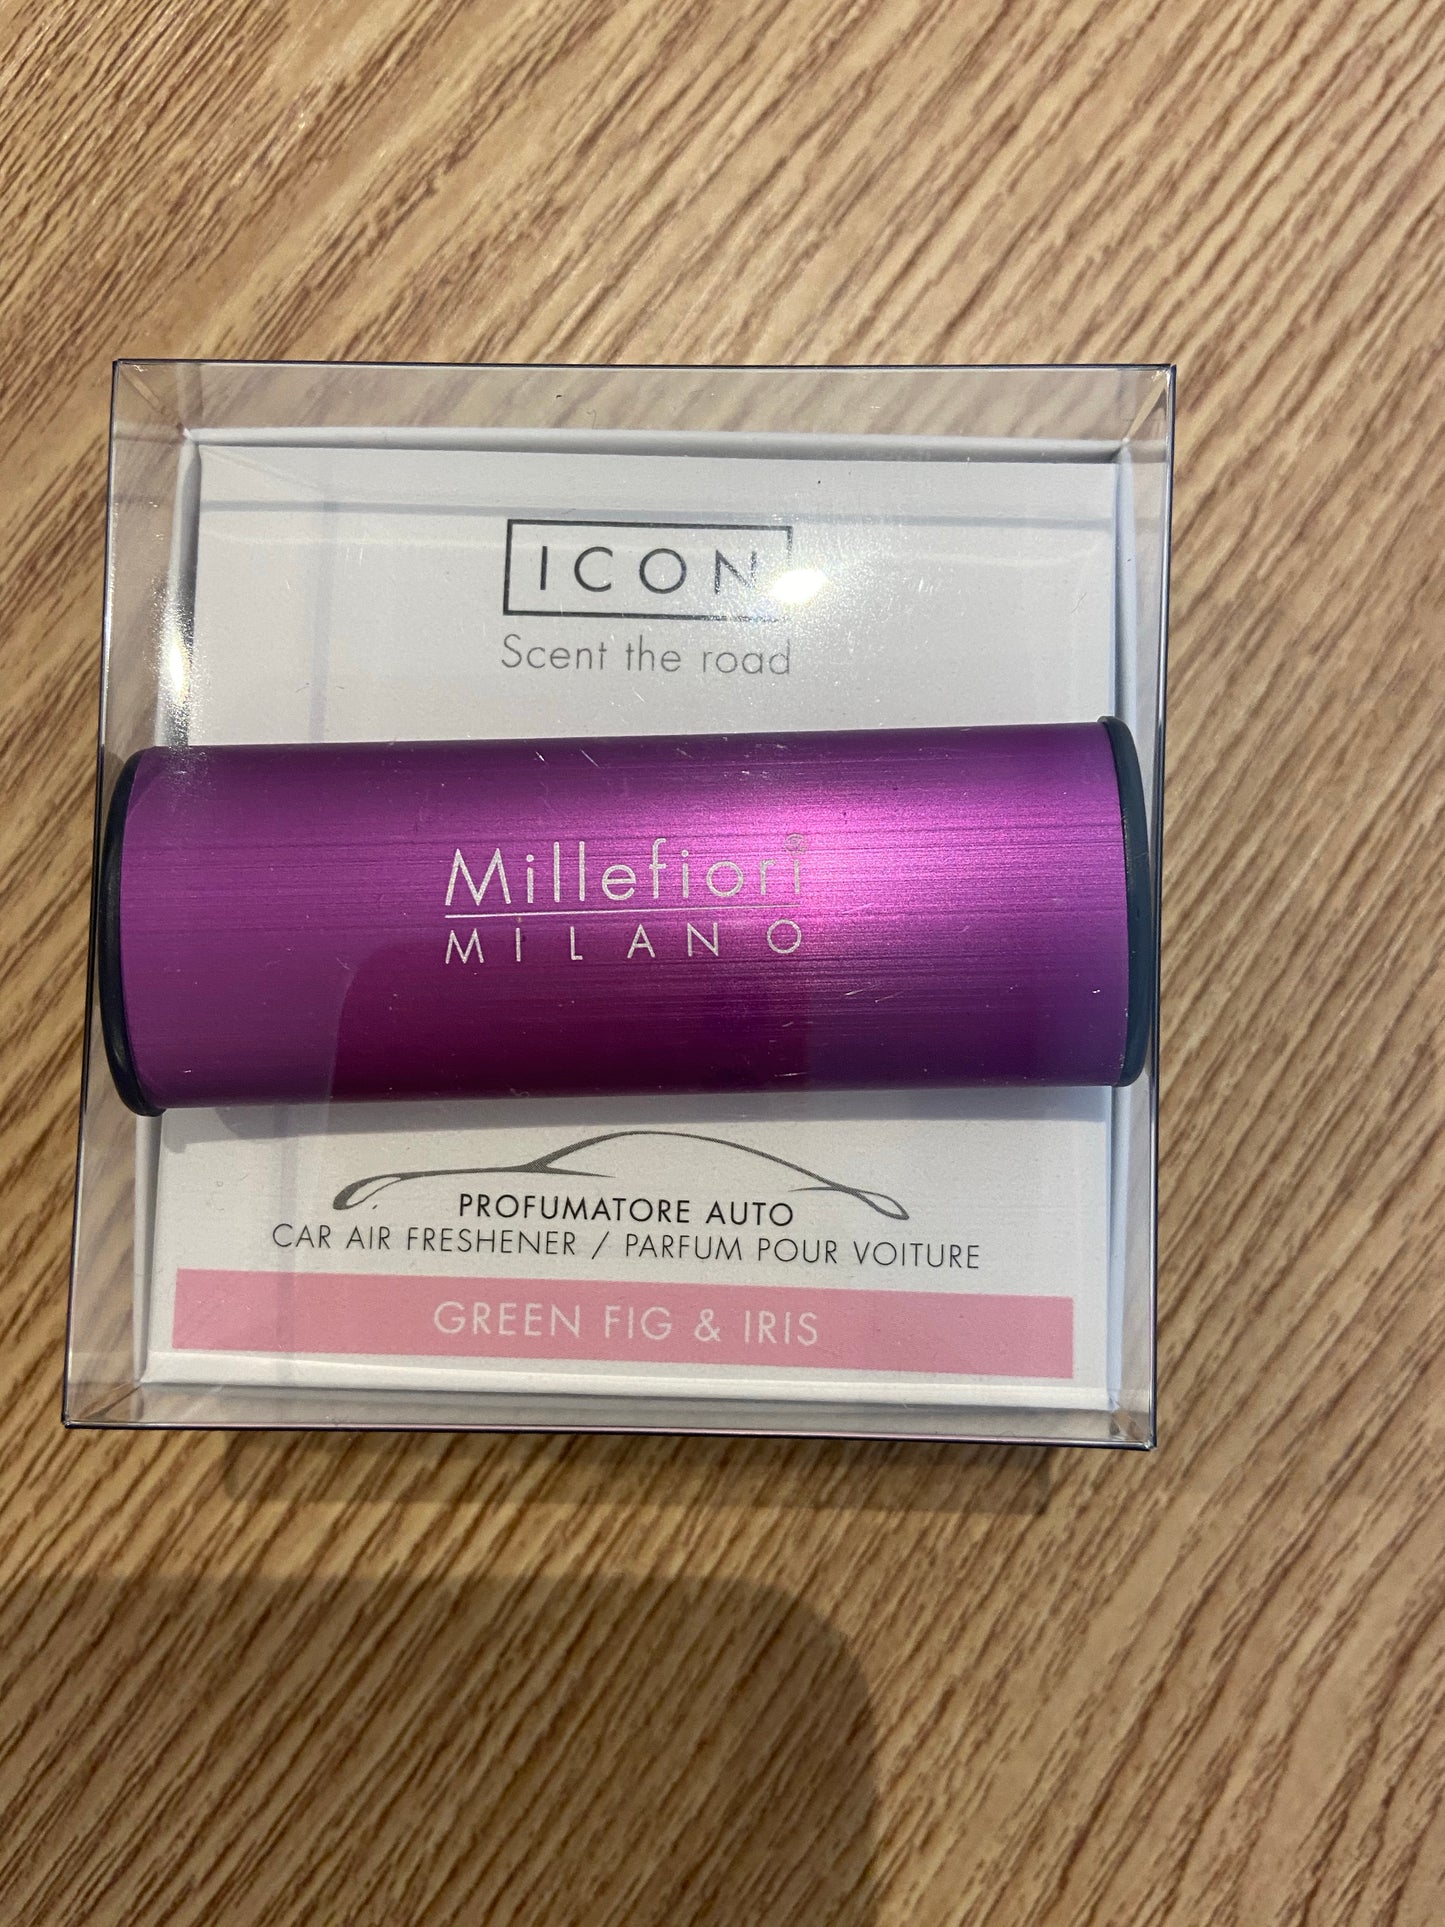 ICON
Scent the road
Millefiori®
MILANO
PROFUMATORE AUTO
CAR AIR FRESHENER / PARFUM POUR VOITURE
GREEN FIG & IRIS